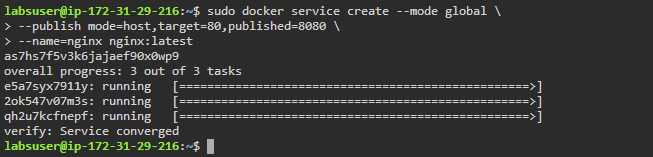 labsuser@ip-172-31-29-216:~$ sudo docker service create --mode global \
> --publish mode=host,target=80,published=8080 \
> --name=nginx nginx:latest
as7hs7f5v3k6jajaef90x0wp9
overall progress: 3 out of 3 tasks
e5a7syx7911y: running   [==================================================>]
2ok547v07m3s: running   [==================================================>]
qh2u7kcfnepf: running   [==================================================>]
verify: Service converged
labsuser@ip-172-31-29-216:~$